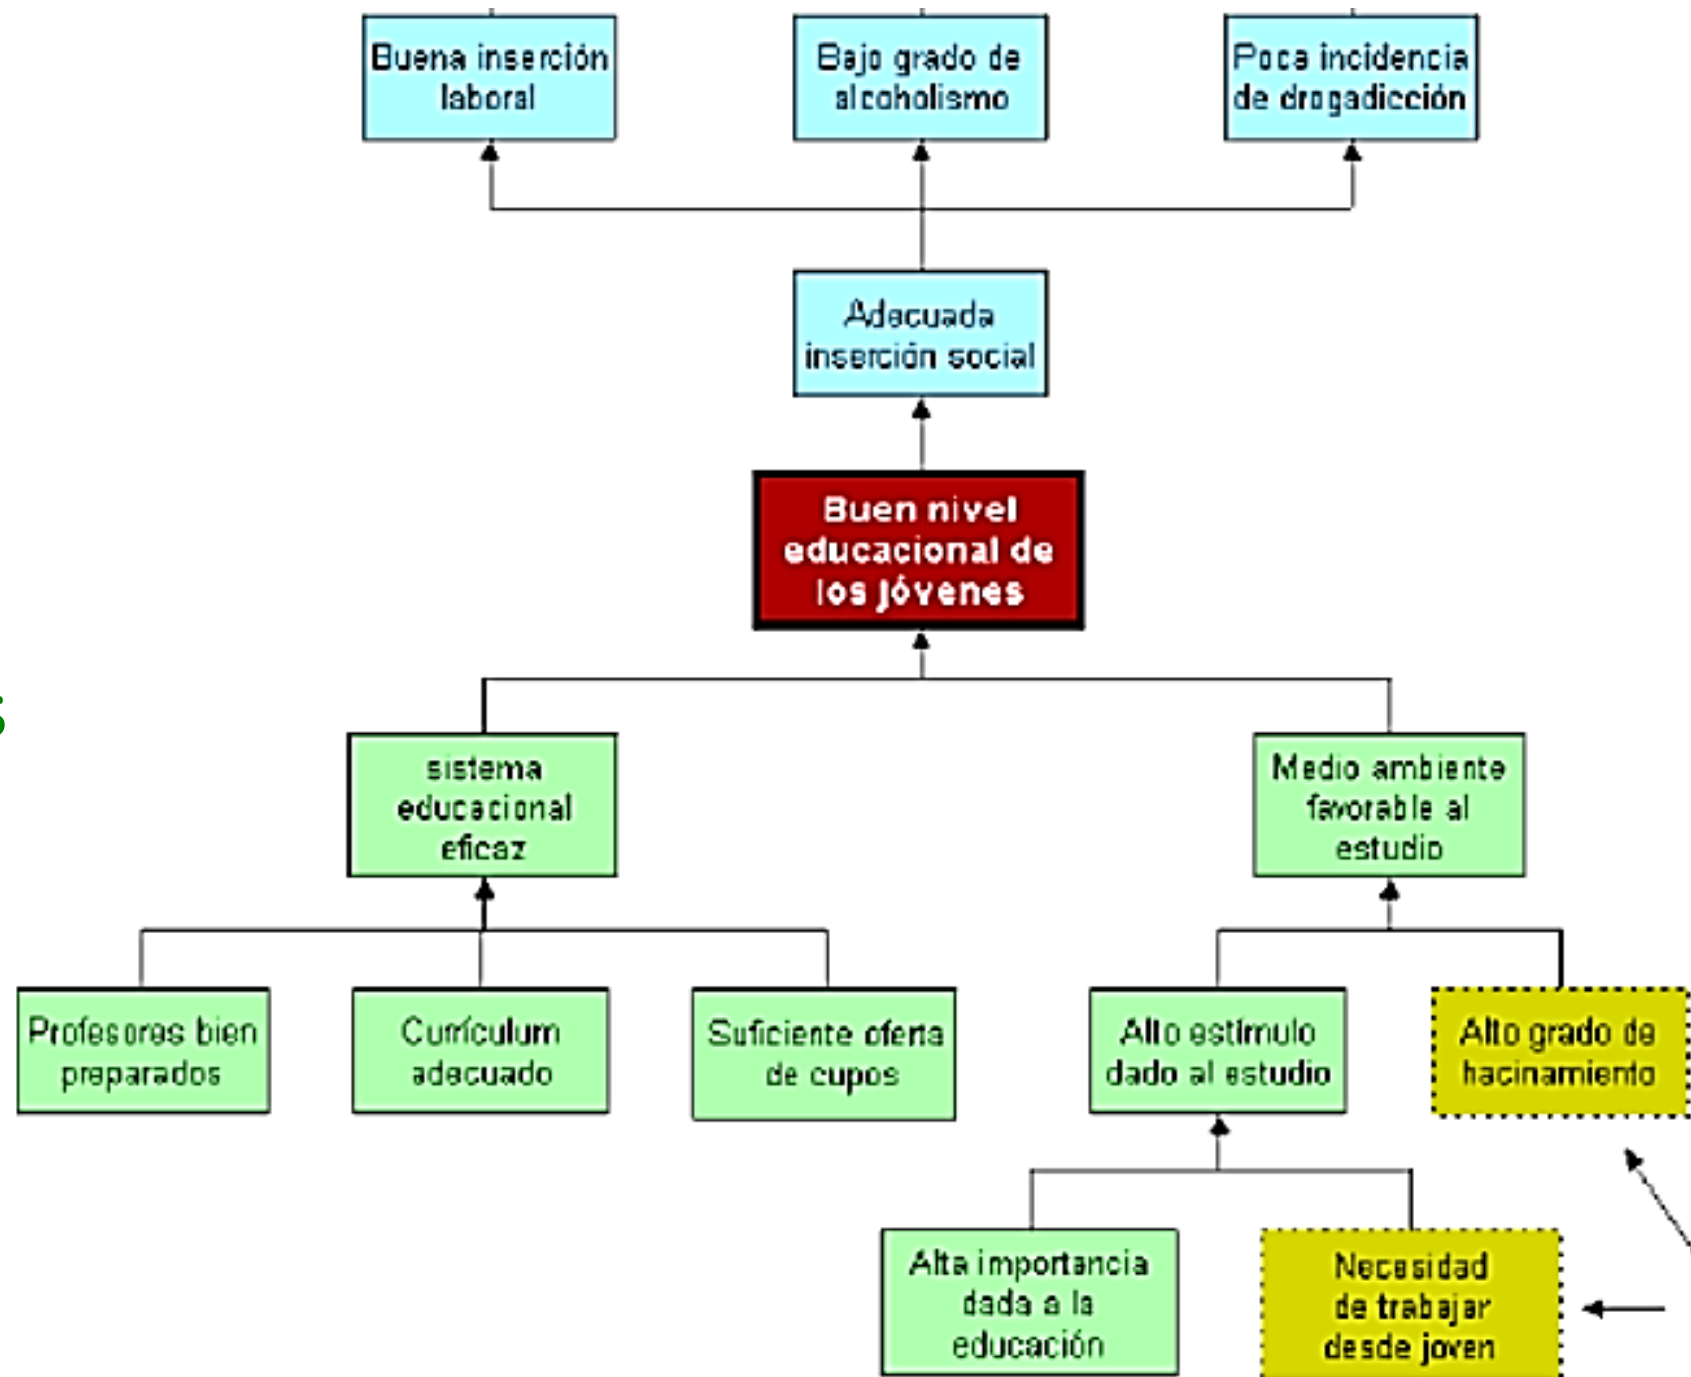 Buena inserción
laboral
Bajo grado de
alcoholismo
Poca incidencia
de drogadicción
Adecuada
inserción social
Buen nivel
educacional de
los jóvenes
s
sistema
educacional
eficaz
Medio ambiente
favorable al
estudio
Profesores bien
preparados
Currículum
adecuado
Suficiente oferta
de cupos
Alto estímulo
dado al estudio
Alto grado de
hacinamiento
Alta importancia
dada a la
educación
Necesidad
de trabajar
desde joven